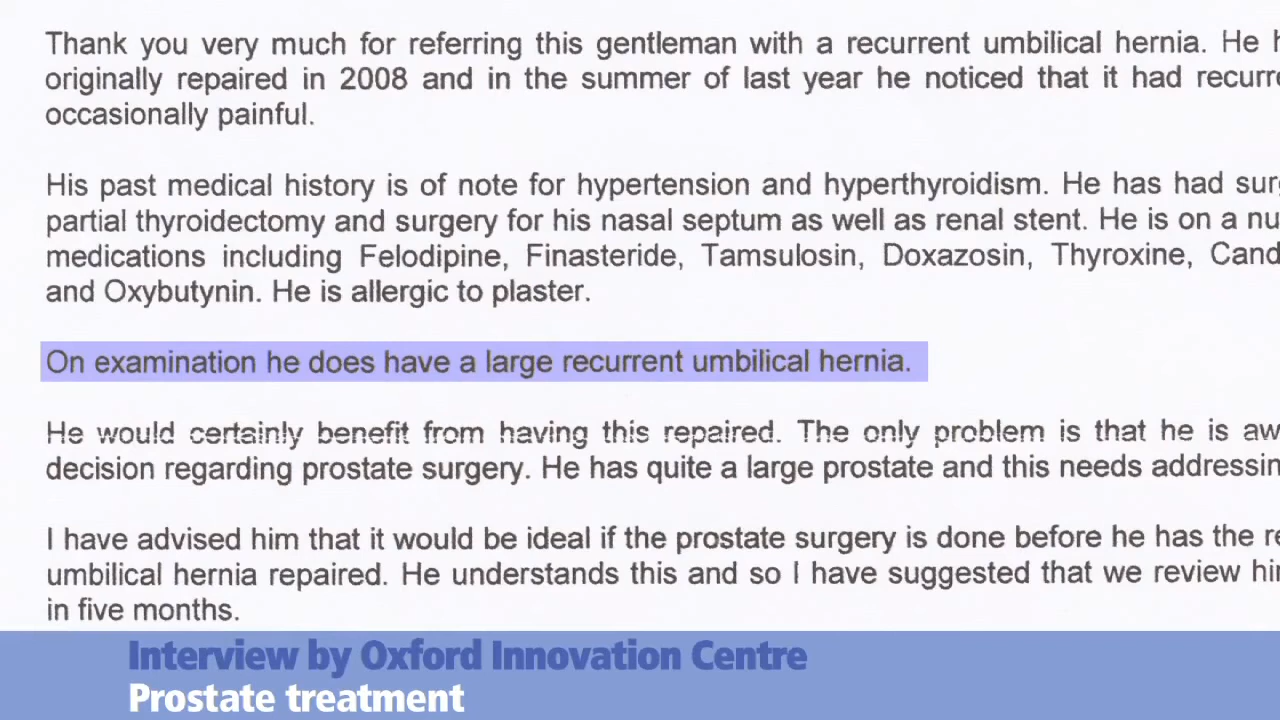 Thank you very much for referring this gentleman with a recurrent umbilical hernia. He
originally repaired in 2008 and in the summer of last year he noticed that it had
occasionally painful.
His past medical history is of note for hypertension and hyperthyroidism. He has had
partial thyroidectomy and surgery for his nasal septum as well as renal stent. He is on a
medications including Felodipine, Finasteride, Tamsulosin, Doxazosin, Thyroxine,
and Oxybutynin. He is allergic to plaster.
On examination he does have a large recurrent umbilical hernia.
He would certainly benefit from having this repaired. The only problem is that he is
decision regarding prostate surgery. He has quite a large prostate and this needs
I have advised him that it would be ideal if the prostate surgery is done before he has the
umbilical hernia repaired. He understands this and so I have suggested that we review
in five months.
Interview by Oxford Innovation Centre
Prostate treatment